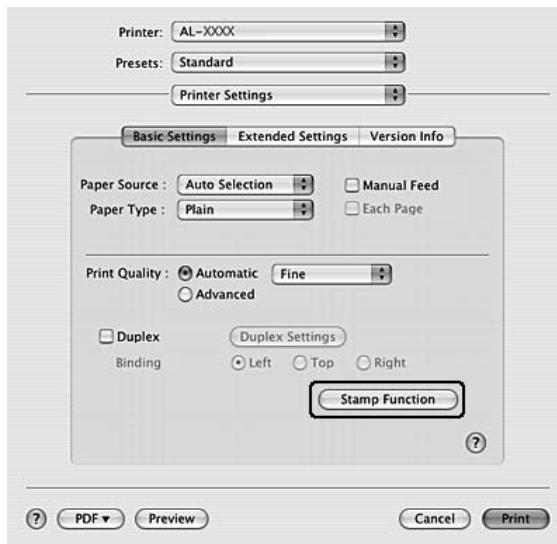 Printer: AL-XXXX
Presets: Standard
Printer Settings
Basic Settings Extended Settings Version Info
Paper Source : Auto Selection Manual Feed
Paper Type : Plain Each Page
Print Quality : Automatic Fine
Advanced
Duplex Duplex Settings
Binding Left Top Right
Stamp Function
?
? PDF▼ Preview Cancel Print